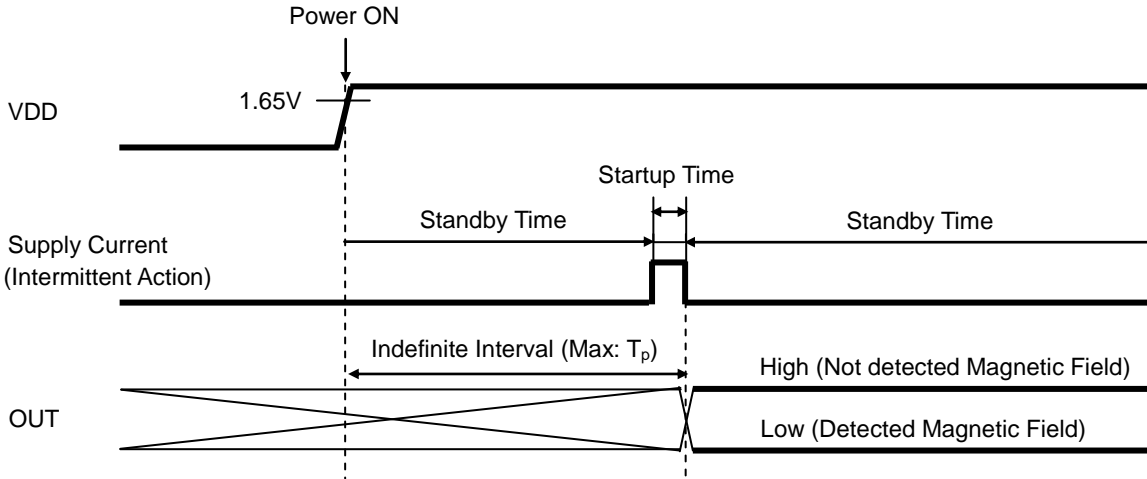 Power ON
1.65V
VDD
Startup Time
Standby Time
Standby Time
Supply Current
(Intermittent Action)
Indefinite Interval (Max: Tp)
High (Not detected Magnetic Field)
OUT
Low (Detected Magnetic Field)